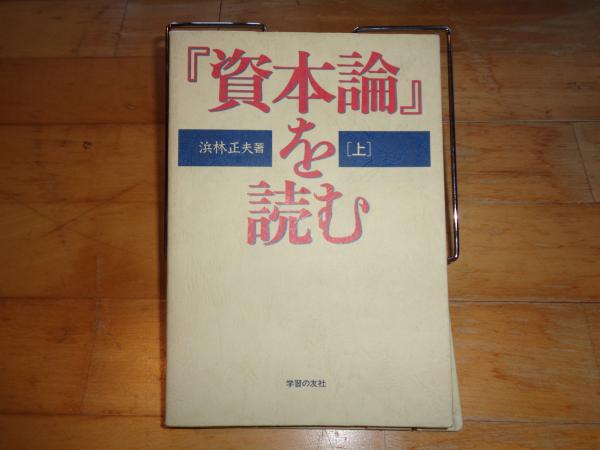 『資本論』
を
読む
浜林正夫著
［上］
学習の友社